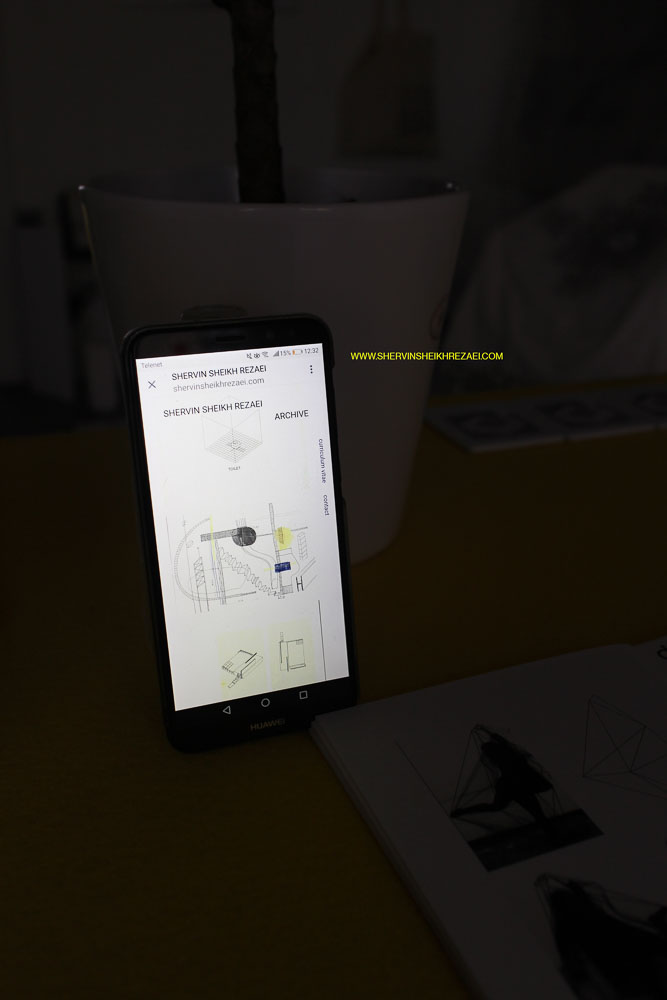 Telenet
15% 12:32
SHERVIN SHEIKH REZAEI
shervinsheikhrezaei.com
SHERVIN SHEIKH REZAEI
ARCHIVE
TOILET
curriculum vitae
contact
H
HUAWEI
WWW.SHERVINSHEIKHREZAEI.COM